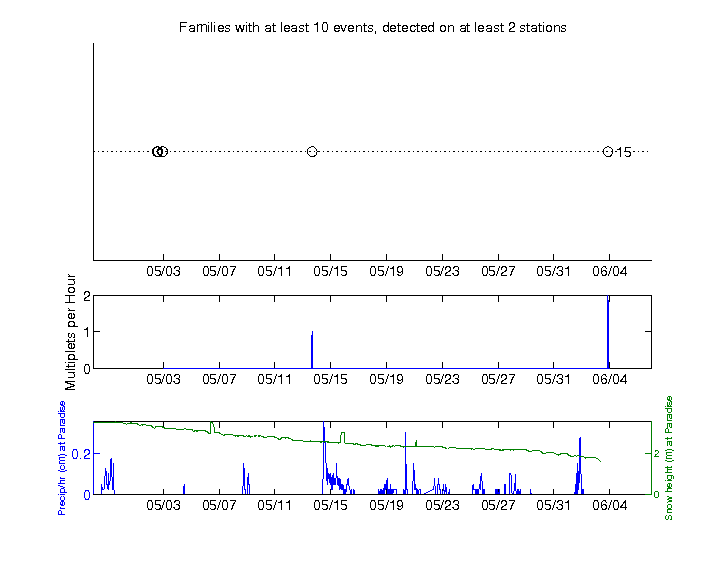 Families with at least 10 events, detected on at least 2 stations
15
05/03 05/07 05/11 05/15 05/19 05/23 05/27 05/31 06/04
Multiplets per Hour
2
1
0
05/03 05/07 05/11 05/15 05/19 05/23 05/27 05/31 06/04
Precip/hr (cm) at Paradise
0.2
0
2
0
Snow height (m) at Paradise
05/03 05/07 05/11 05/15 05/19 05/23 05/27 05/31 06/04